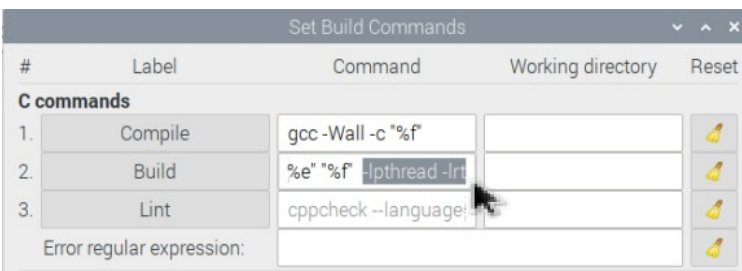 Set Build Commands
# Label Command Working directory Reset
C commands
1. Compile gcc -Wall -c "%f"
2. Build %e" "%f" -lpthread -lrt
3. Lint cppcheck --language
Error regular expression: